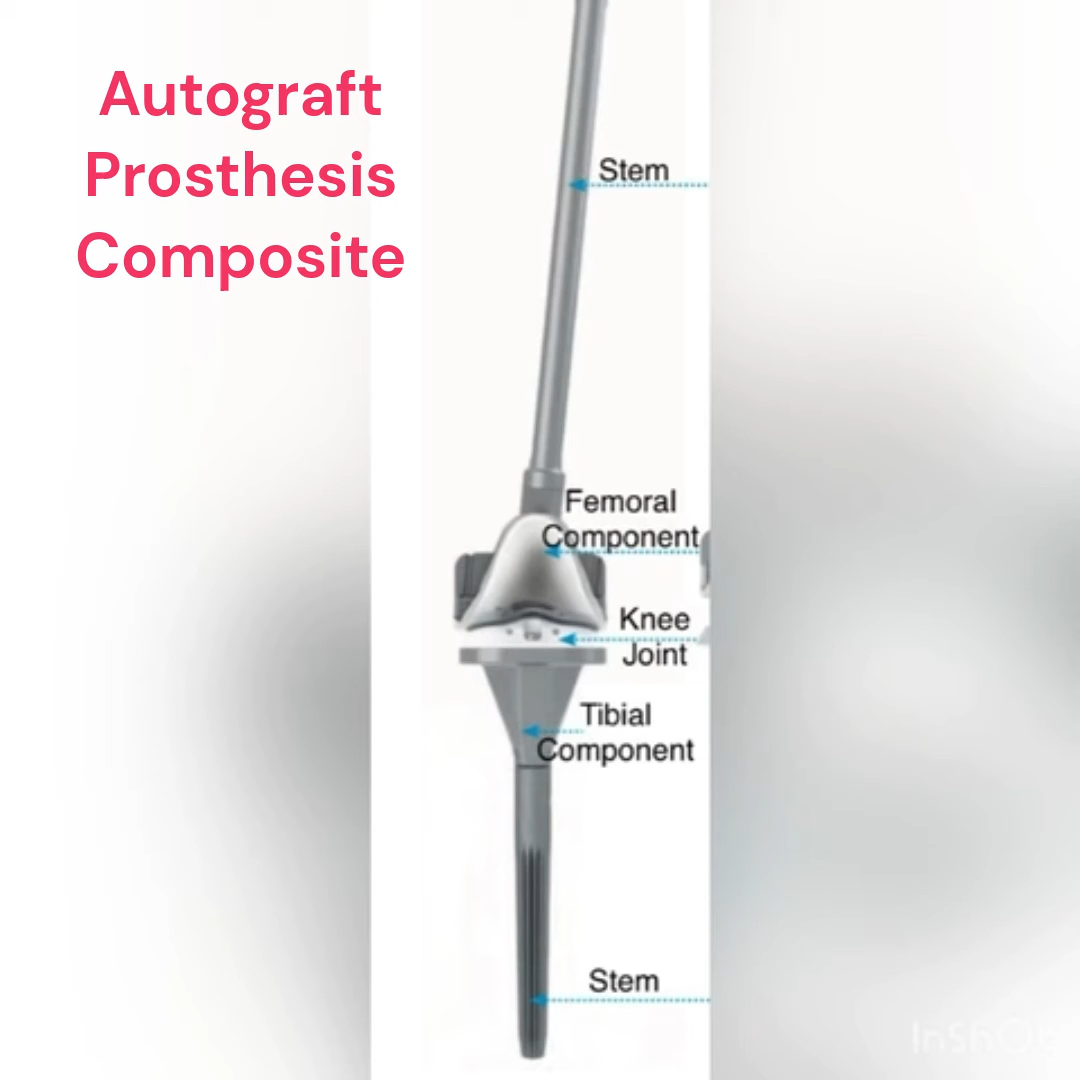 Autograft
Prosthesis
Composite
Stem
Femoral
Component
Knee
Joint
Tibial
Component
Stem